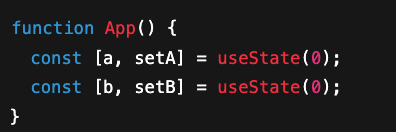 function App() {
  const [a, setA] = useState(0);
  const [b, setB] = useState(0);
}